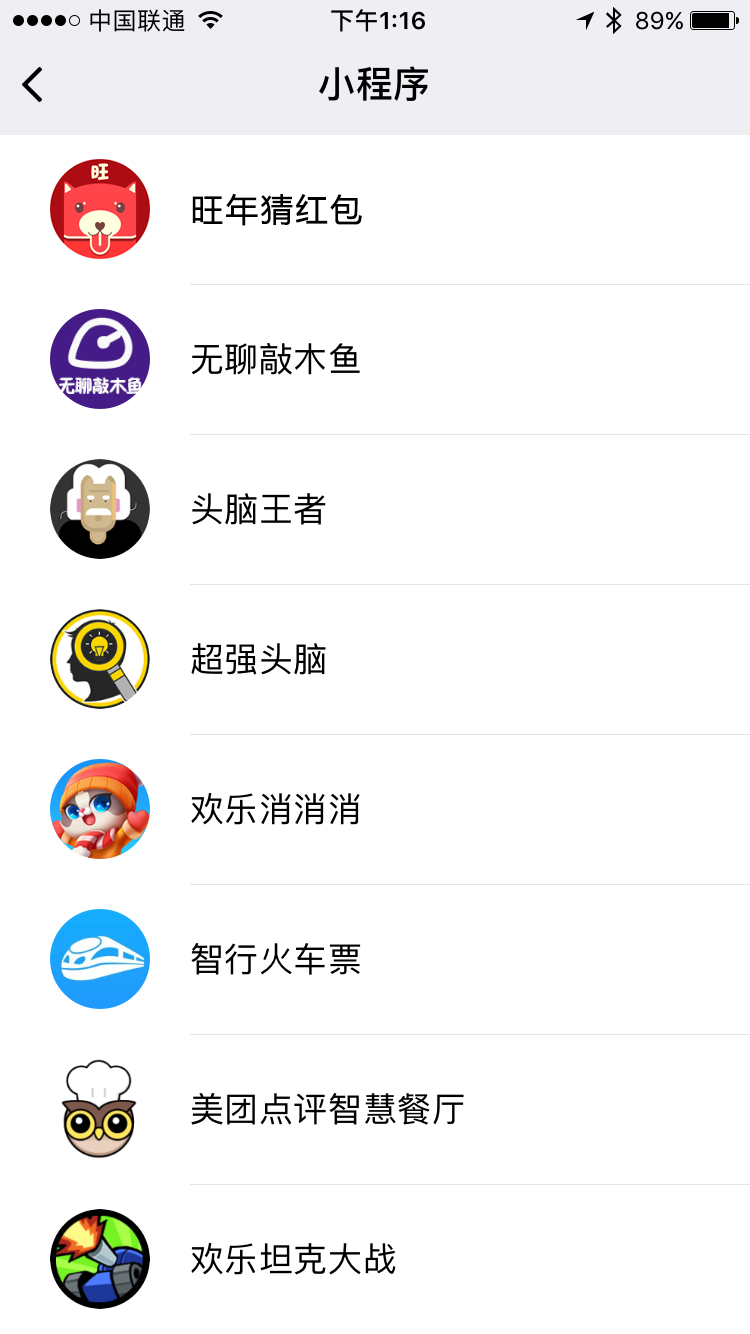 中国联通 下午1:16 89%
小程序
旺
旺年猜红包
无聊敲木鱼
无聊敲木鱼
头脑王者
超强头脑
欢乐消消消
智行火车票
美团点评智慧餐厅
欢乐坦克大战